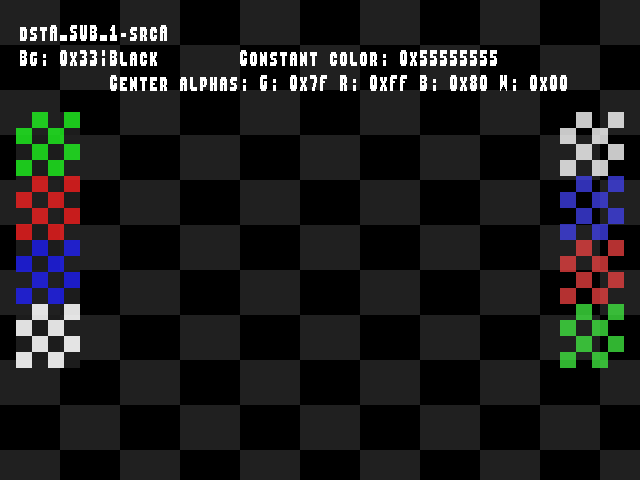 dstA_SUB_1-srcA
Bg: 0x33¦Black Constant color: 0x55555555
Center alphas: G: 0x7f R: 0xff B: 0x80 W: 0x00